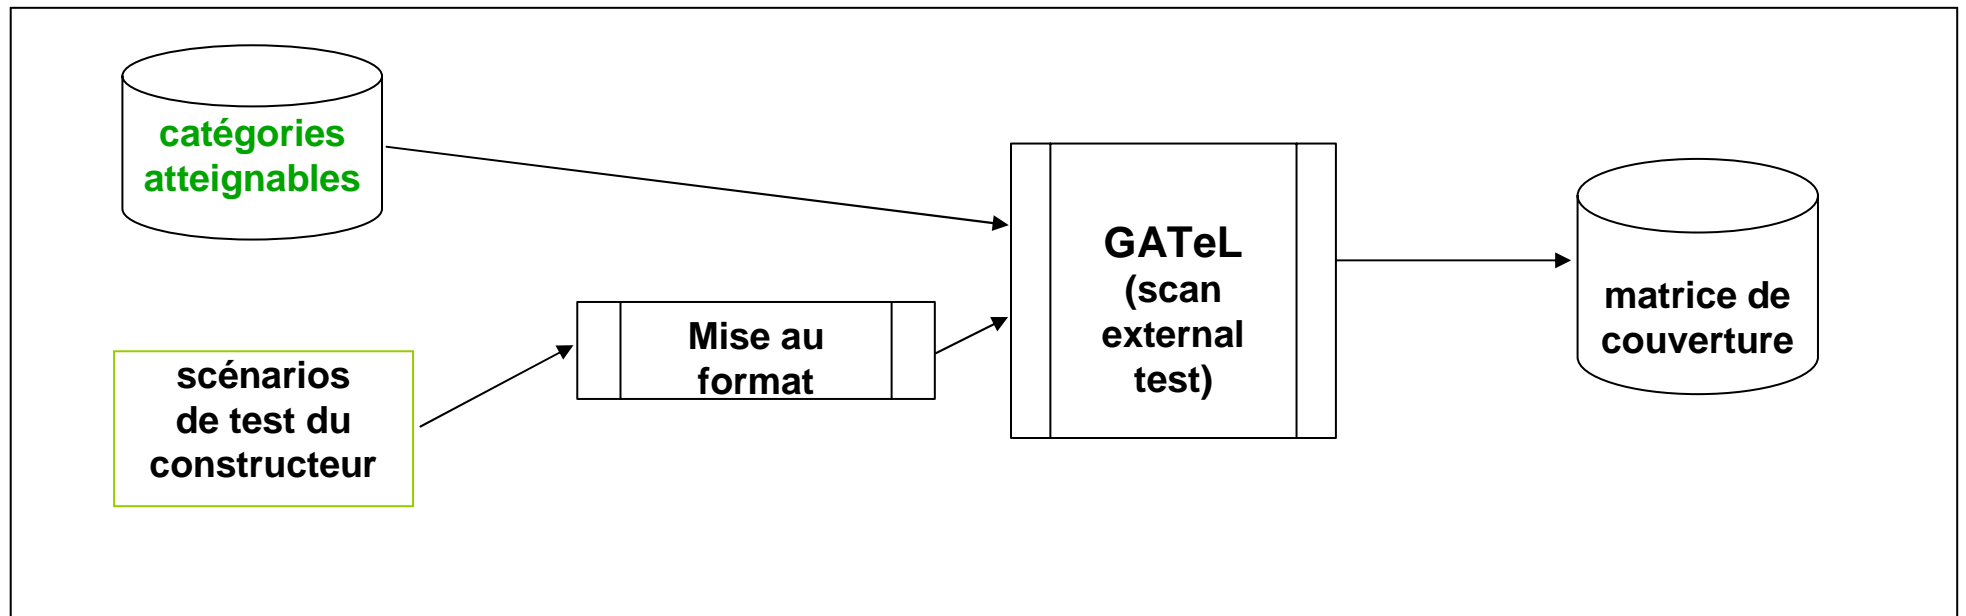 catégories
atteignables
scénarios
de test du
constructeur
Mise au
format
GATeL
(scan
external
test)
matrice de
couverture